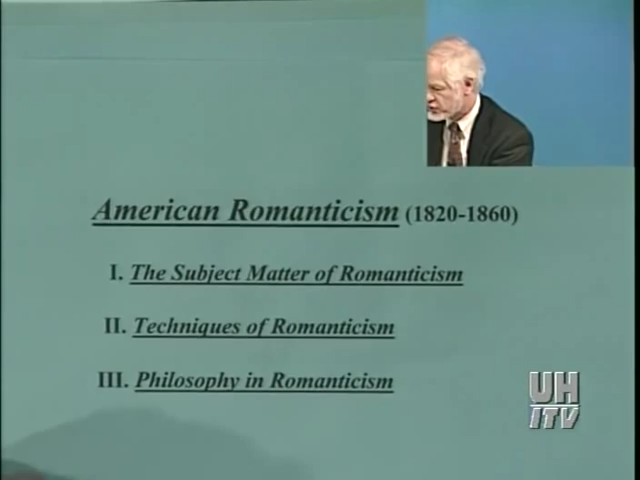 American Romanticism (1820-1860)
I. The Subject Matter of Romanticism
II. Techniques of Romanticism
III. Philosophy in Romanticism
UH
ITV